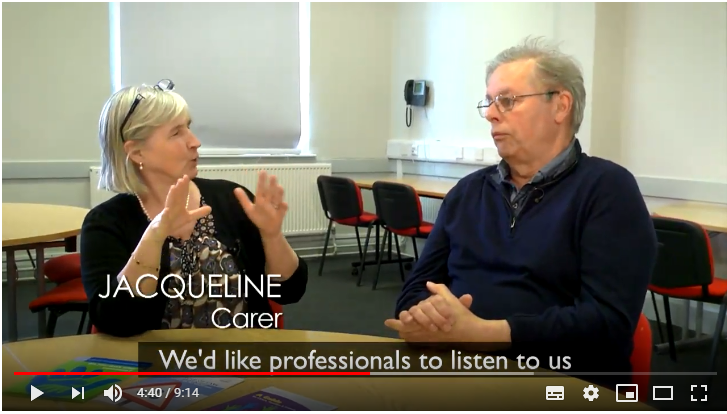 JACQUELINE
Carer
We'd like professionals to listen to us
4:40 / 9:14